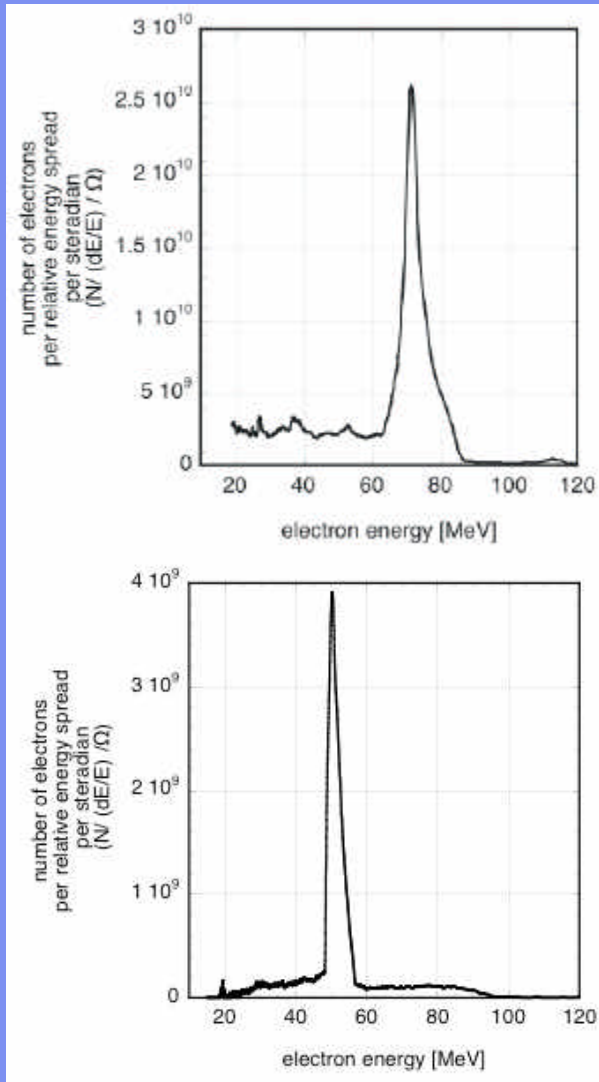 3 10¹⁰
2.5 10¹⁰
2 10¹⁰
1.5 10¹⁰
1 10¹⁰
5 10⁹
0
number of electrons
per relative energy spread
per steradian
(N/ (dE/E) / Ω)
20 40 60 80 100 120
electron energy [MeV]
4 10⁹
3 10⁹
2 10⁹
1 10⁹
0
number of electrons
per relative energy spread
per steradian
(N/ (dE/E) /Ω)
20 40 60 80 100 120
electron energy [MeV]